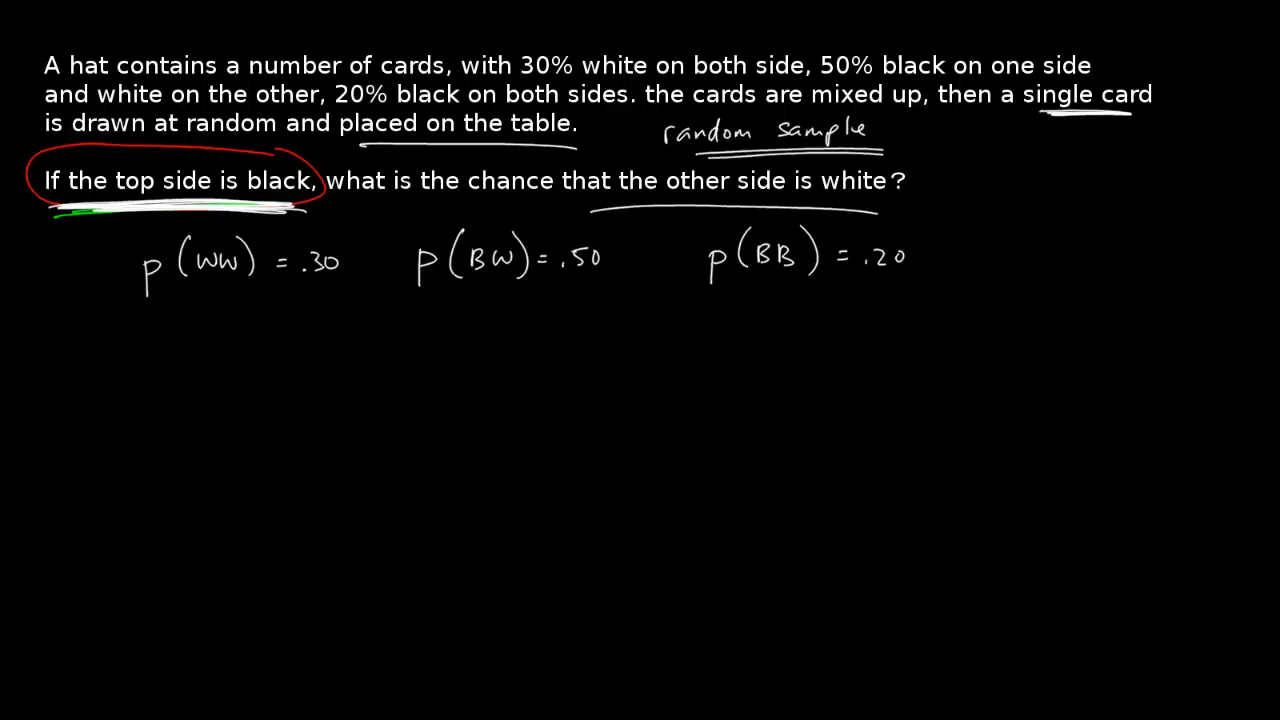 A hat contains a number of cards, with 30% white on both side, 50% black on one side
and white on the other, 20% black on both sides. the cards are mixed up, then a single card
is drawn at random and placed on the table.
random sample
If the top side is black, what is the chance that the other side is white?
p(WW) = .30 p(BW) = .50 p(BB) = .20